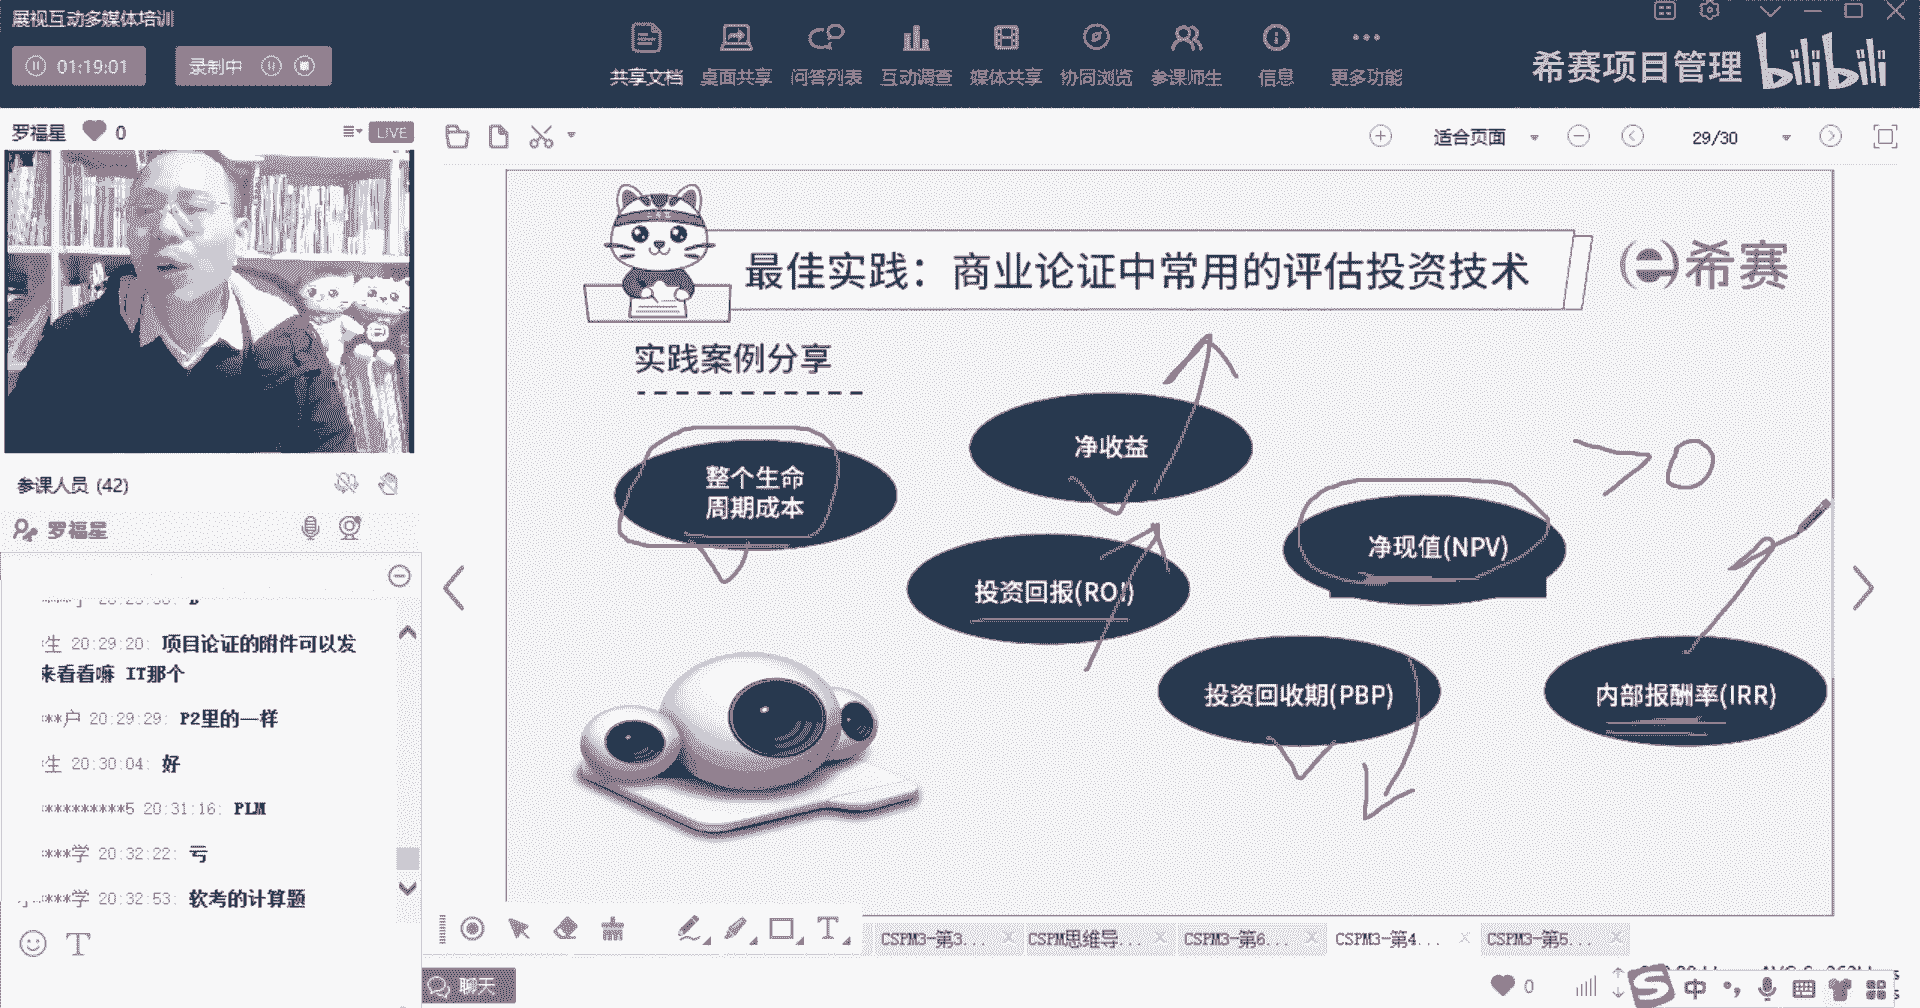 展视互动多媒体培训
01:19:01
录制中
共享文档 桌面共享 问答列表 互动调查 媒体共享 协同浏览 参课师生 信息 更多功能
希赛项目管理 bilibili
罗福星 0 LIVE
适合页面 29/30
最佳实践：商业论证中常用的评估投资技术
希赛
实践案例分享
净收益
>0
整个生命
周期成本
净现值(NPV)
投资回报(ROI)
投资回收期(PBP)
内部报酬率(IRR)
参课人员 (42)
罗福星
生 20:29:20: 项目论证的附件可以发
来看看嘛 IT那个
**户 20:29:29: P2里的一样
生 20:30:04: 好
*********5 20:31:16: PLM
***学 20:32:22: 亏
***学 20:32:53: 软考的计算题
CSPM3-第3... CSPM思维导... CSPM3-第6... CSPM3-第4... CSPM3-第5...
聊天
0
中